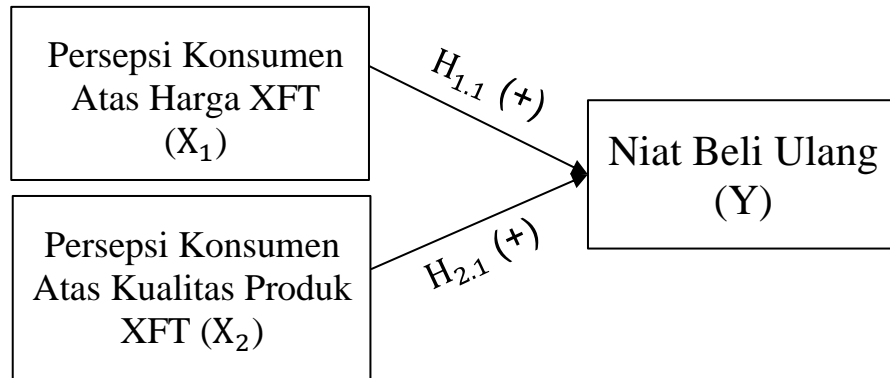 Persepsi Konsumen
Atas Harga XFT
(X₁)
H₁.₁ (+)
Niat Beli Ulang
(Y)
Persepsi Konsumen
Atas Kualitas Produk
XFT (X₂)
H₂.₁ (+)